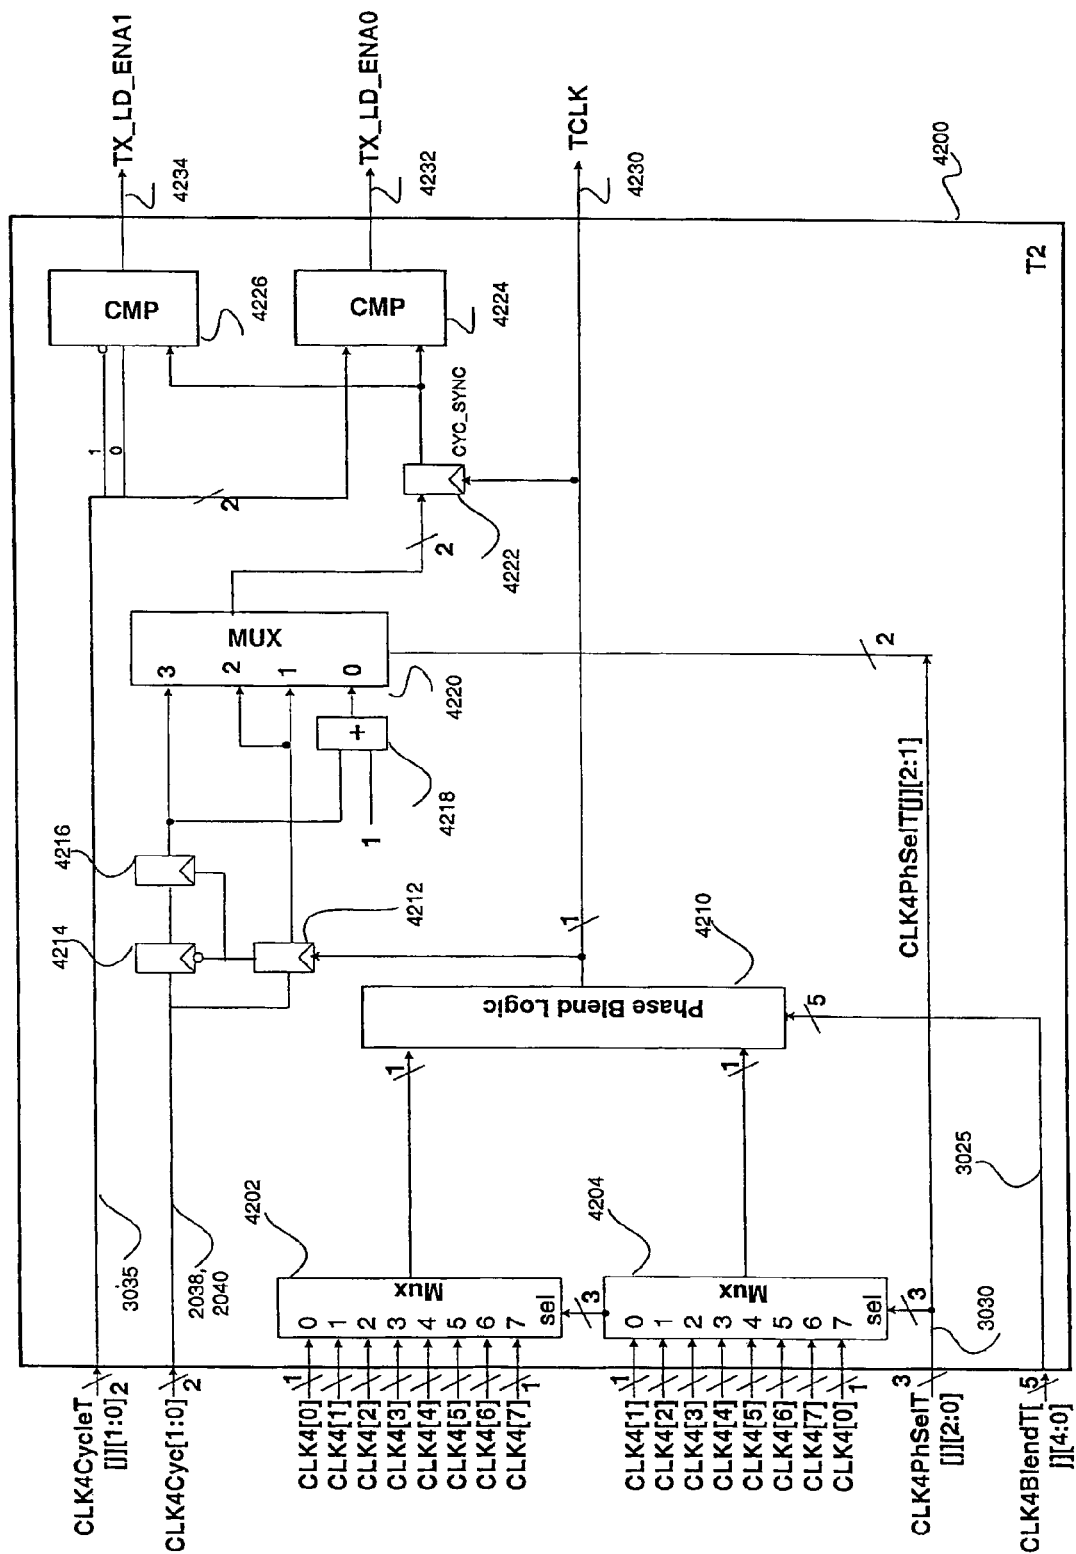 CLK4CycleT
[j][1:0]
2
CLK4Cyc[1:0]
2
3035
2038,
2040
CLK4[0]
CLK4[1]
CLK4[2]
CLK4[3]
CLK4[4]
CLK4[5]
CLK4[6]
CLK4[7]
1
1
0
1
2
3
4
5
6
7
Mux
sel
4202
3
CLK4[1]
CLK4[2]
CLK4[3]
CLK4[4]
CLK4[5]
CLK4[6]
CLK4[7]
CLK4[0]
1
1
0
1
2
3
4
5
6
7
Mux
sel
4204
3
CLK4PhSelT
[j][2:0]
3
3030
CLK4BlendT[
j][4:0]
5
3025
1
1
Phase Blend Logic
4210
5
1
4214
4216
4212
1
+
4218
3
2
1
0
MUX
4220
CLK4PhSelT[j][2:1]
2
2
4222
CYC_SYNC
2
1
0
CMP
4226
CMP
4224
TX_LD_ENA1
4234
TX_LD_ENA0
4232
TCLK
4230
4200
T2